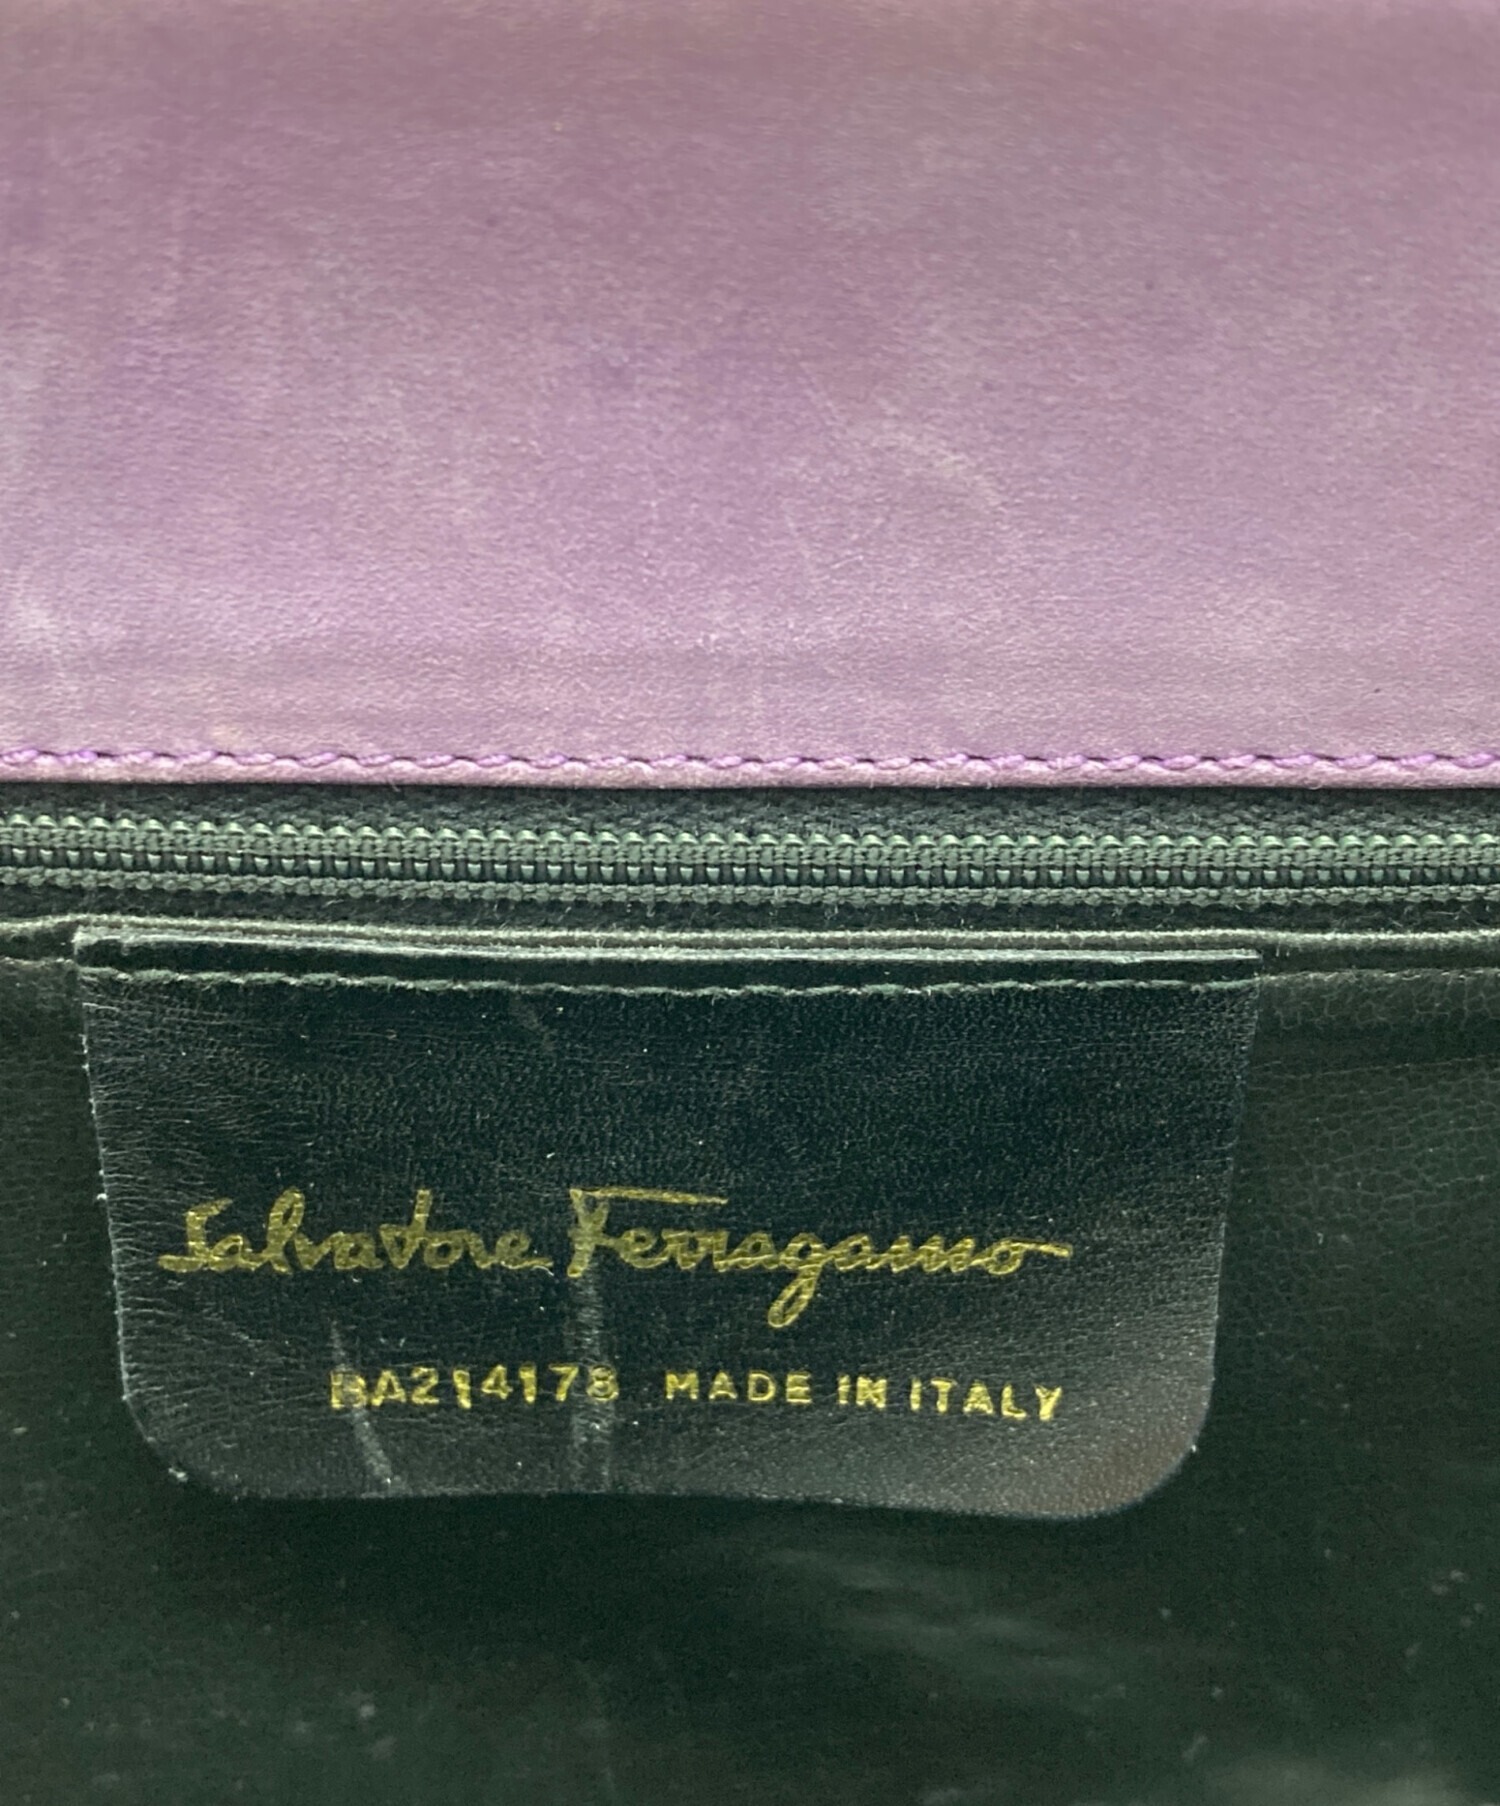 Salvatore Ferragamo
BA214178 MADE IN ITALY